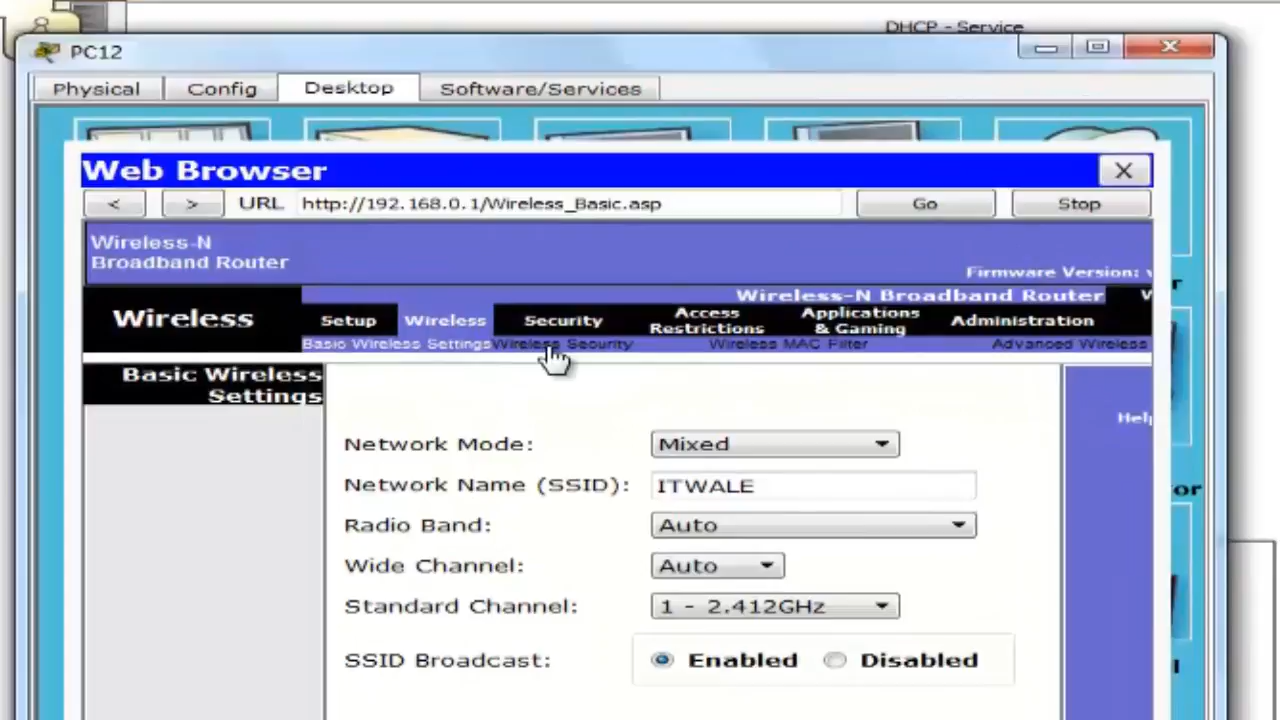 DHCP - Service
PC12
Physical Config Desktop Software/Services
Web Browser X
< > URL http://192.168.0.1/Wireless_Basic.asp Go Stop
Wireless-N
Broadband Router
Firmware Version:
Wireless-N Broadband Router
Wireless Setup Wireless Security Access Restrictions Applications & Gaming Administration
Basic Wireless Settings Wireless Security Wireless MAC Filter Advanced Wireless
Basic Wireless
Settings
Help
Network Mode: Mixed
Network Name (SSID): ITWALE
Radio Band: Auto
Wide Channel: Auto
Standard Channel: 1 - 2.412GHz
SSID Broadcast: Enabled Disabled